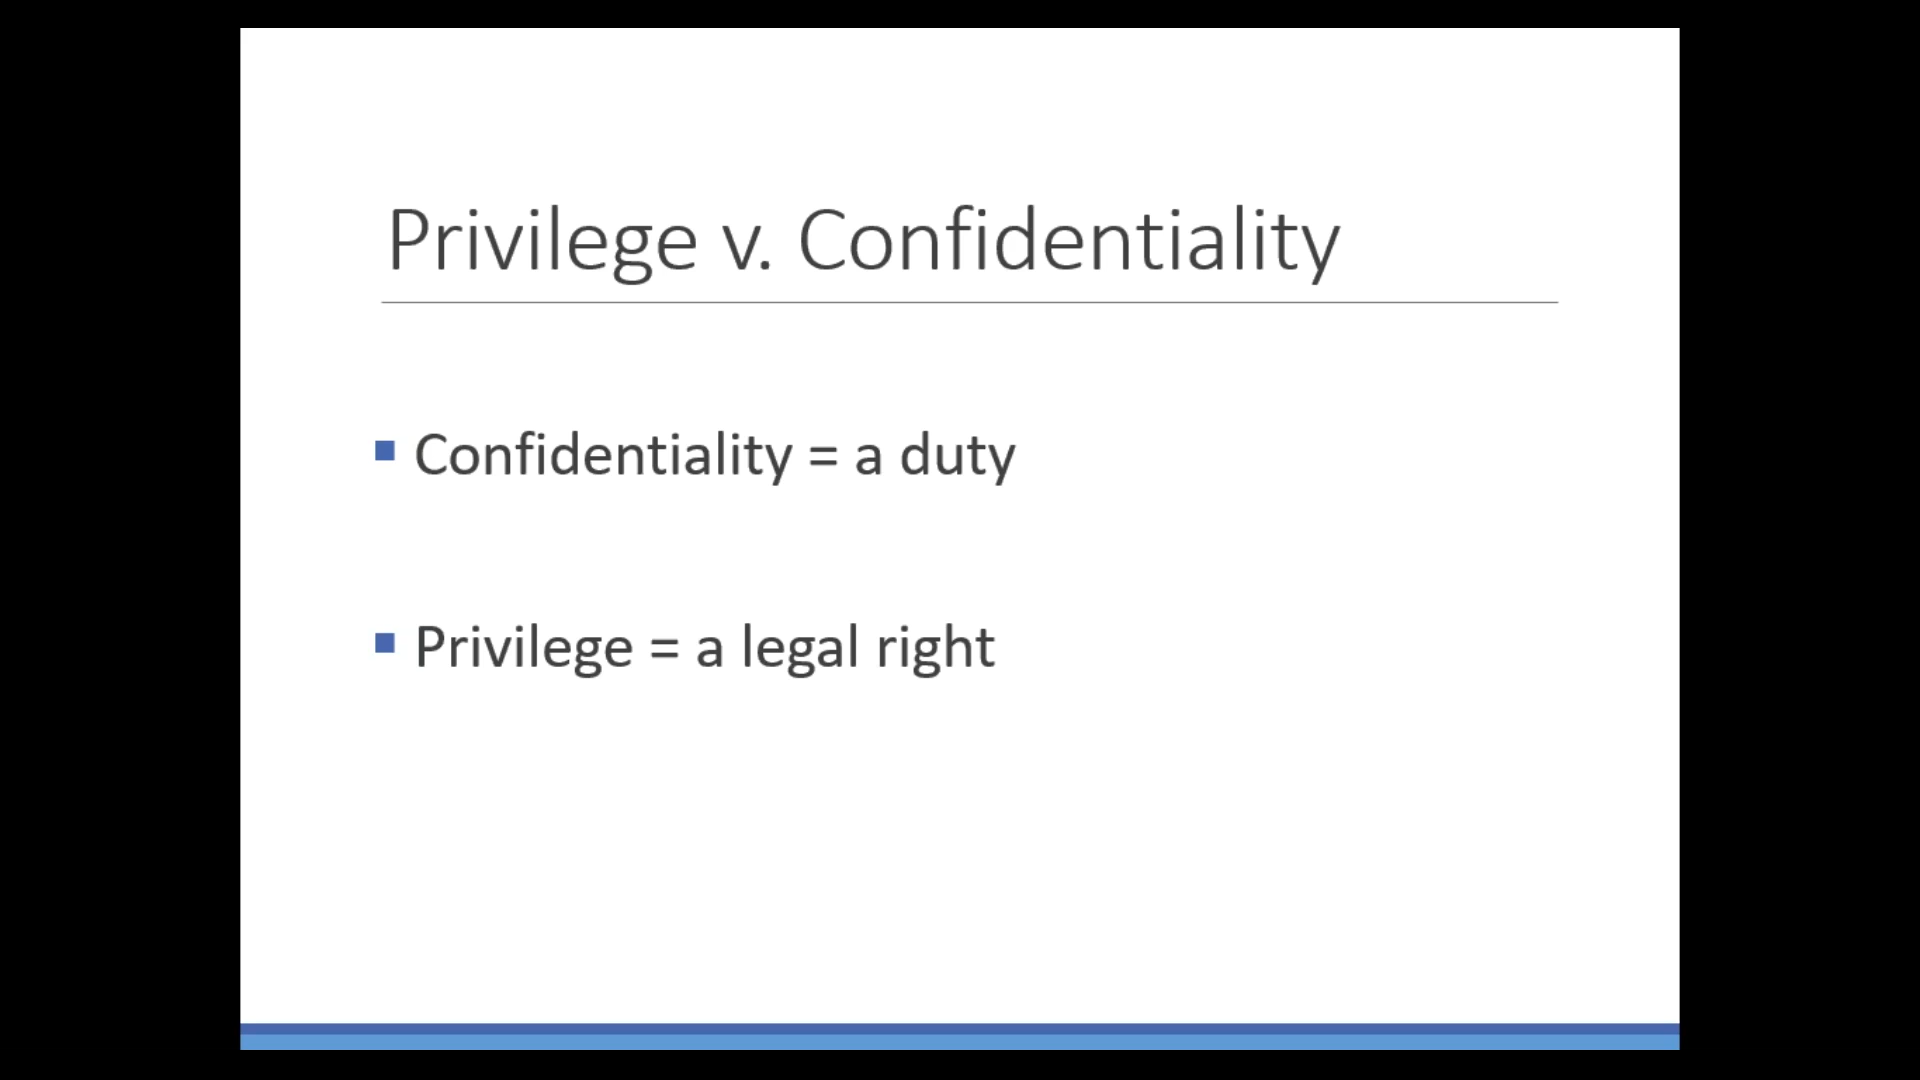 Privilege v. Confidentiality
▪ Confidentiality = a duty
▪ Privilege = a legal right